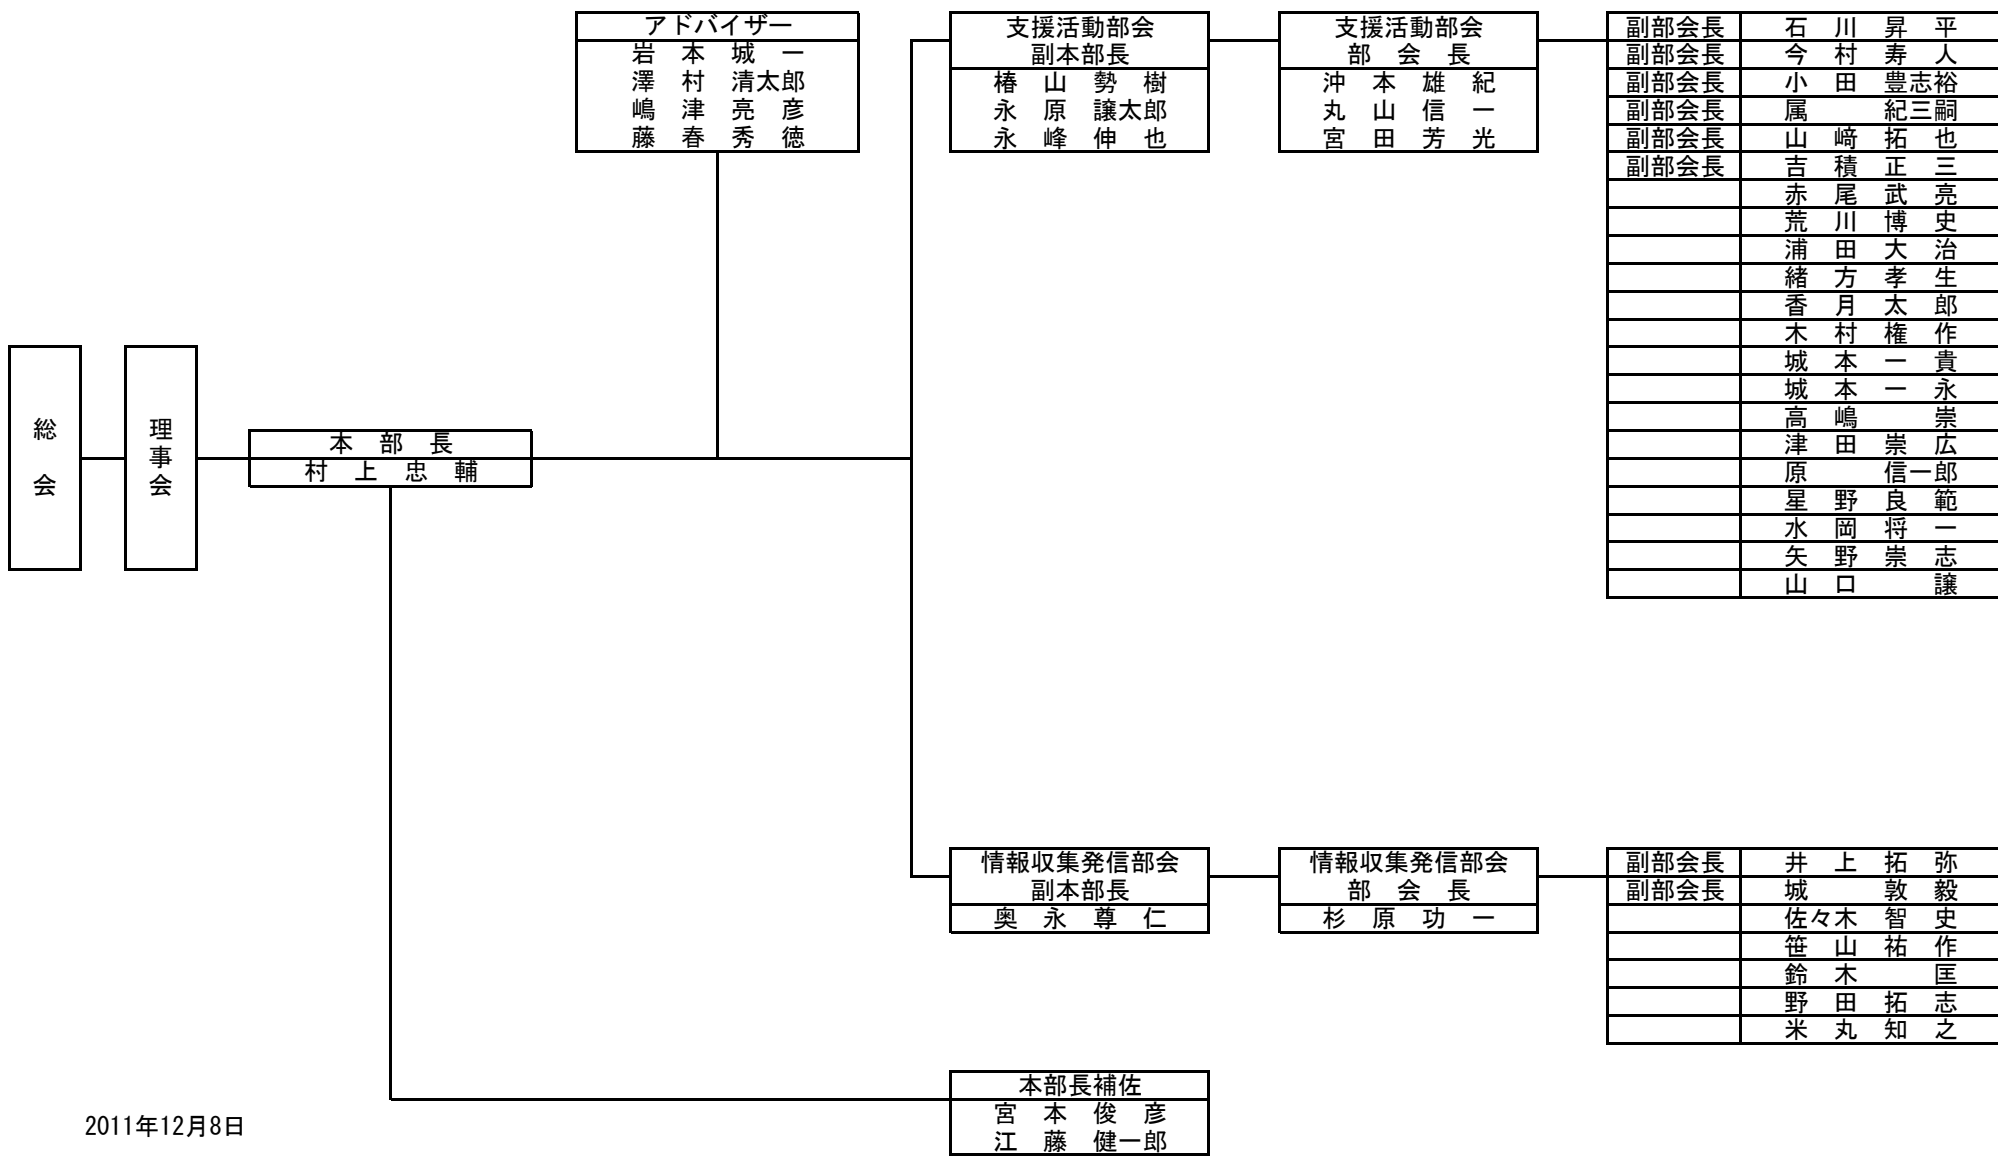 総会
理事会
本部長
村上忠輔
アドバイザー
岩本城一
澤村清太郎
嶋津亮彦
藤春秀徳
支援活動部会
副本部長
椿山勢樹
永原譲太郎
永峰伸也
支援活動部会
部会長
沖本雄紀
丸山信一
宮田芳光
副部会長 石川昇平
副部会長 今村寿人
副部会長 小田豊志裕
副部会長 属紀三嗣
副部会長 山﨑拓也
副部会長 吉積正三
赤尾武亮
荒川博史
浦田大治
緒方孝生
香月太郎
木村権作
城本一貴
城本一永
高嶋崇
津田崇広
原信一郎
星野良範
水岡将一
矢野崇志
山口譲
情報収集発信部会
副本部長
奥永尊仁
情報収集発信部会
部会長
杉原功一
副部会長 井上拓弥
副部会長 城敦毅
佐々木智史
笹山祐作
鈴木匡
野田拓志
米丸知之
本部長補佐
宮本俊彦
江藤健一郎
2011年12月8日